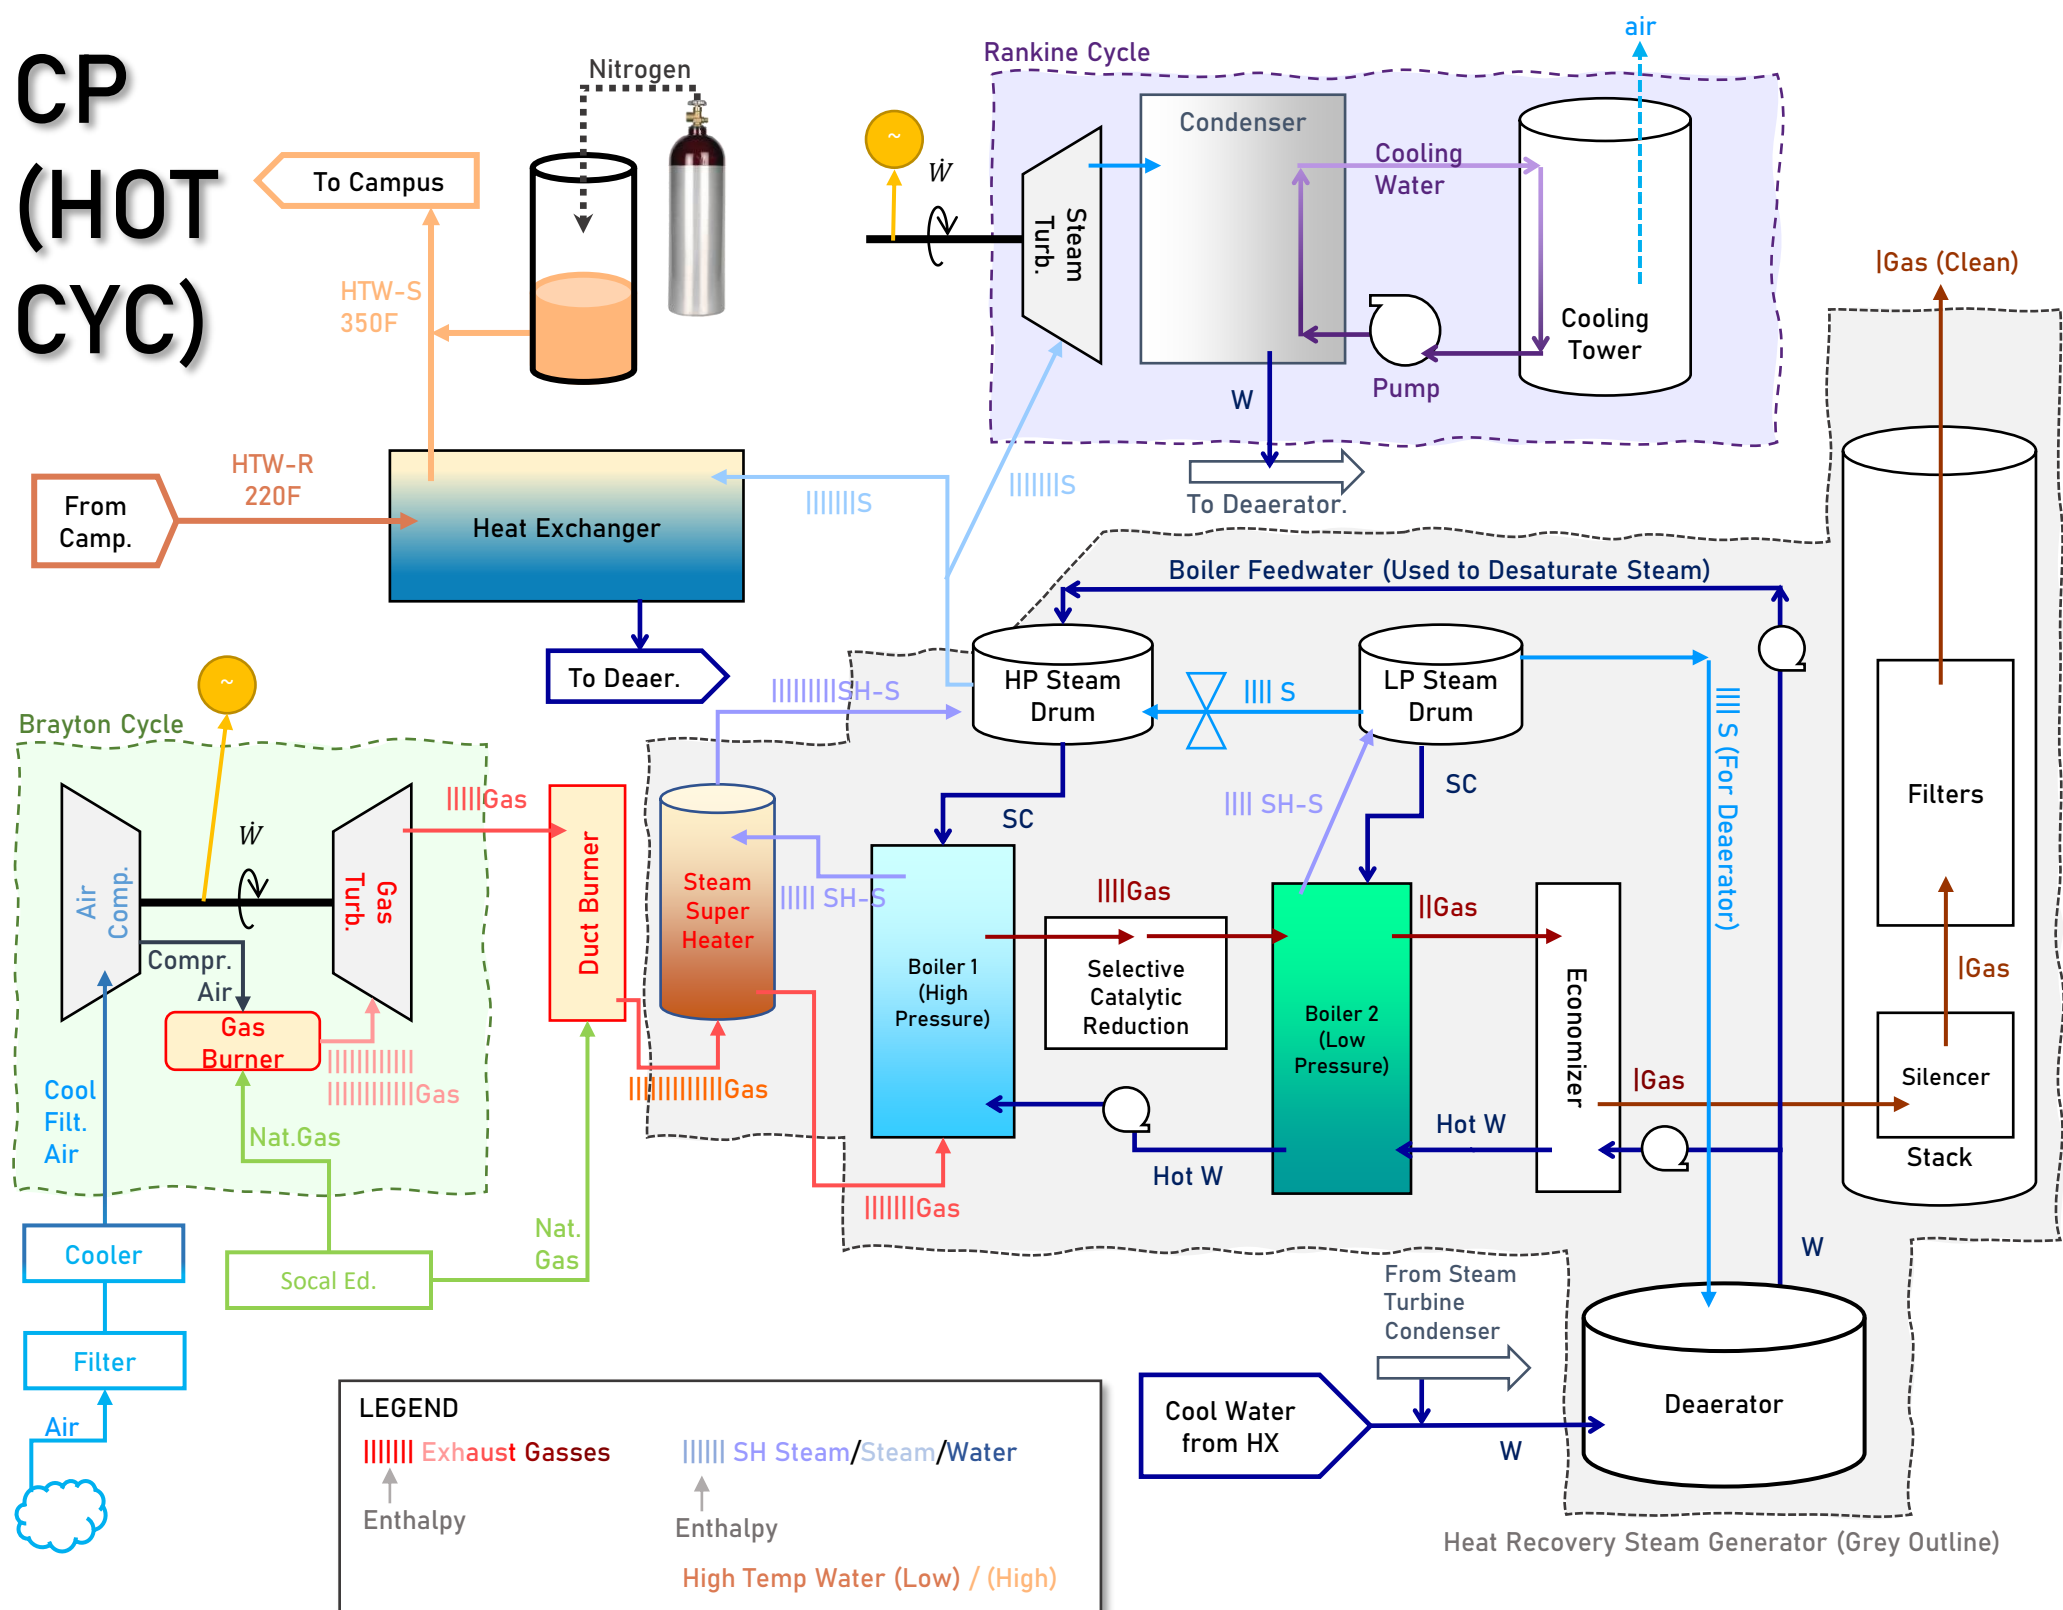 CP
(HOT
CYC)
Nitrogen
To Campus
HTW-S
350F
From
Camp.
HTW-R
220F
Heat Exchanger
To Deaer.
Rankine Cycle
~
Ẇ
Steam
Turb.
Condenser
Cooling
Water
Pump
Cooling
Tower
air
W
To Deaerator.
|||||||S
|||||||S
|Gas (Clean)
Boiler Feedwater (Used to Desaturate Steam)
HP Steam
Drum
|||| S
LP Steam
Drum
|||| S (For Deaerator)
|||||||||SH-S
SC
SC
|||| SH-S
Brayton Cycle
~
Ẇ
Air
Comp.
Gas
Turb.
Compr.
Air
Gas
Burner
||||||||||||
||||||||||||Gas
|||||Gas
Duct Burner
Steam
Super
Heater
||||| SH-S
Boiler 1
(High
Pressure)
||||Gas
Selective
Catalytic
Reduction
Boiler 2
(Low
Pressure)
||Gas
Economizer
|Gas
Filters
|Gas
Silencer
Stack
Cool
Filt.
Air
Nat.Gas
|||||||||||||Gas
|||||||Gas
Hot W
Hot W
Nat.
Gas
Cooler
Socal Ed.
Filter
Air
W
From Steam
Turbine
Condenser
Cool Water
from HX
W
Deaerator
Heat Recovery Steam Generator (Grey Outline)
LEGEND
||||||| Exhaust Gasses
Enthalpy
|||||| SH Steam/Steam/Water
Enthalpy
High Temp Water (Low) / (High)